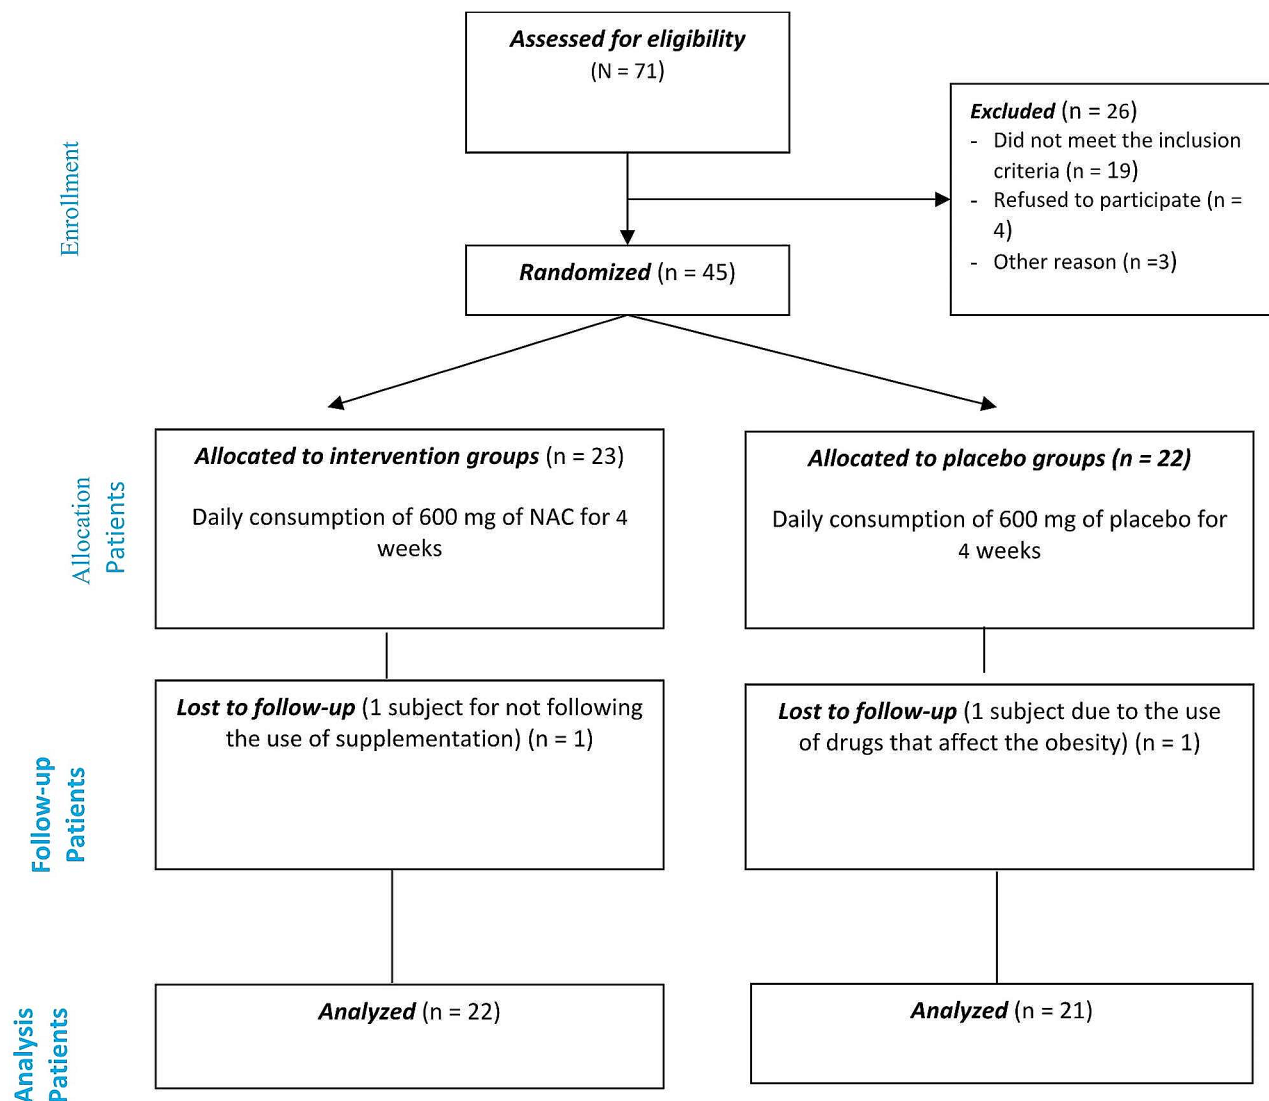 Assessed for eligibility
(N = 71)
Excluded (n = 26)
- Did not meet the inclusion
criteria (n = 19)
- Refused to participate (n =
4)
- Other reason (n =3)
Enrollment
Randomized (n = 45)
Allocated to intervention groups (n = 23)
Daily consumption of 600 mg of NAC for 4
weeks
Allocated to placebo groups (n = 22)
Daily consumption of 600 mg of placebo for
4 weeks
Allocation
Patients
Lost to follow-up (1 subject for not following
the use of supplementation) (n = 1)
Lost to follow-up (1 subject due to the use
of drugs that affect the obesity) (n = 1)
Follow-up
Patients
Analyzed (n = 22)
Analyzed (n = 21)
Analysis
Patients